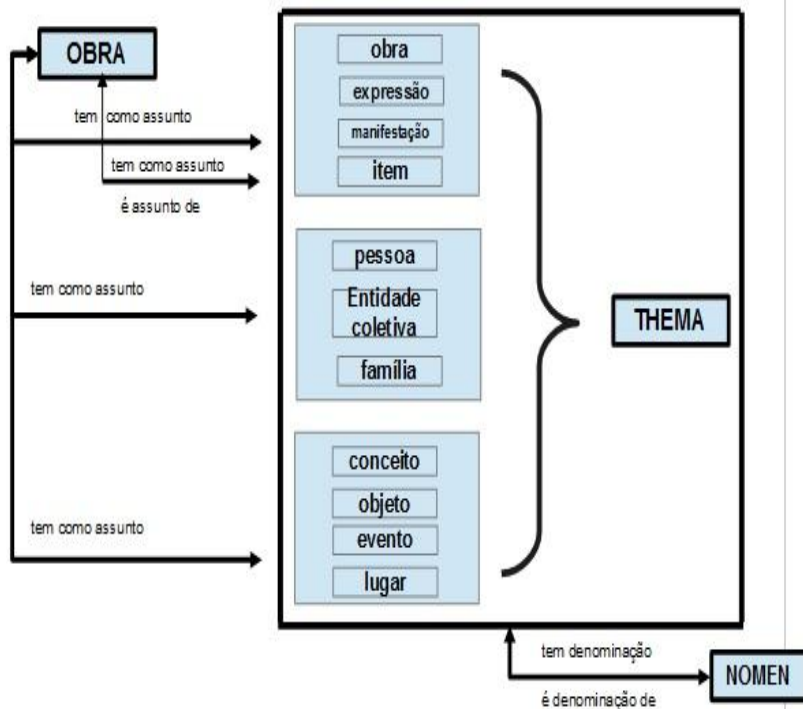 OBRA
tem como assunto
tem como assunto
é assunto de
tem como assunto
tem como assunto
obra
expressão
manifestação
item
pessoa
Entidade
coletiva
família
conceito
objeto
evento
lugar
THEMA
tem denominação
é denominação de
NOMEN